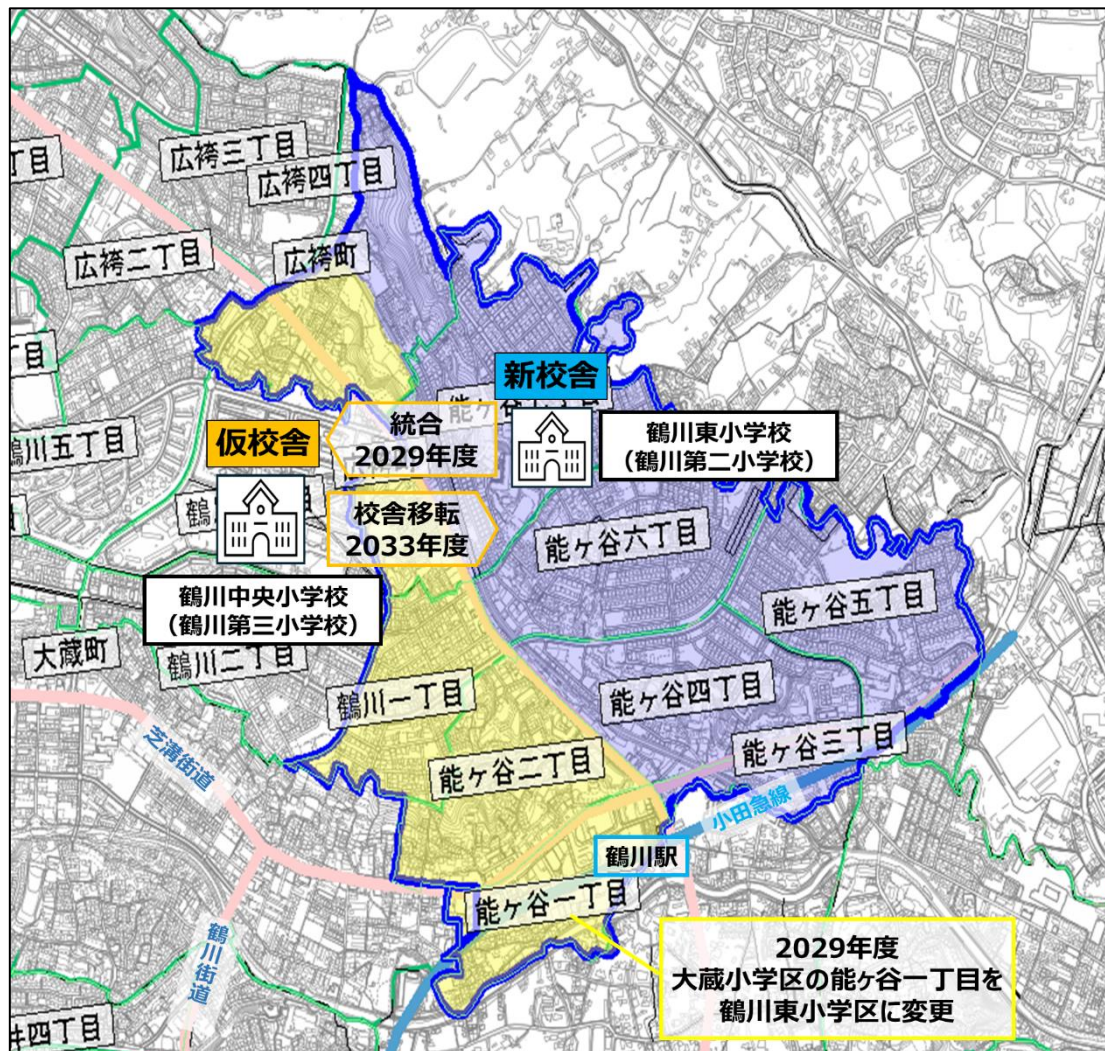 広袴三丁目
広袴四丁目
丁目
広袴二丁目
広袴町
丁目
新校舎
統合
2029年度
鶴川東小学校
（鶴川第二小学校）
仮校舎
鶴川五丁目
校舎移転
2033年度
能ヶ谷六丁目
能ヶ谷五丁目
鶴川中央小学校
（鶴川第三小学校）
大蔵町
鶴川二丁目
鶴川一丁目
能ヶ谷四丁目
能ヶ谷三丁目
能ヶ谷二丁目
芝溝街道
小田急線
鶴川駅
能ヶ谷一丁目
鶴川街道
2029年度
大蔵小学区の能ヶ谷一丁目を
鶴川東小学区に変更
四丁目